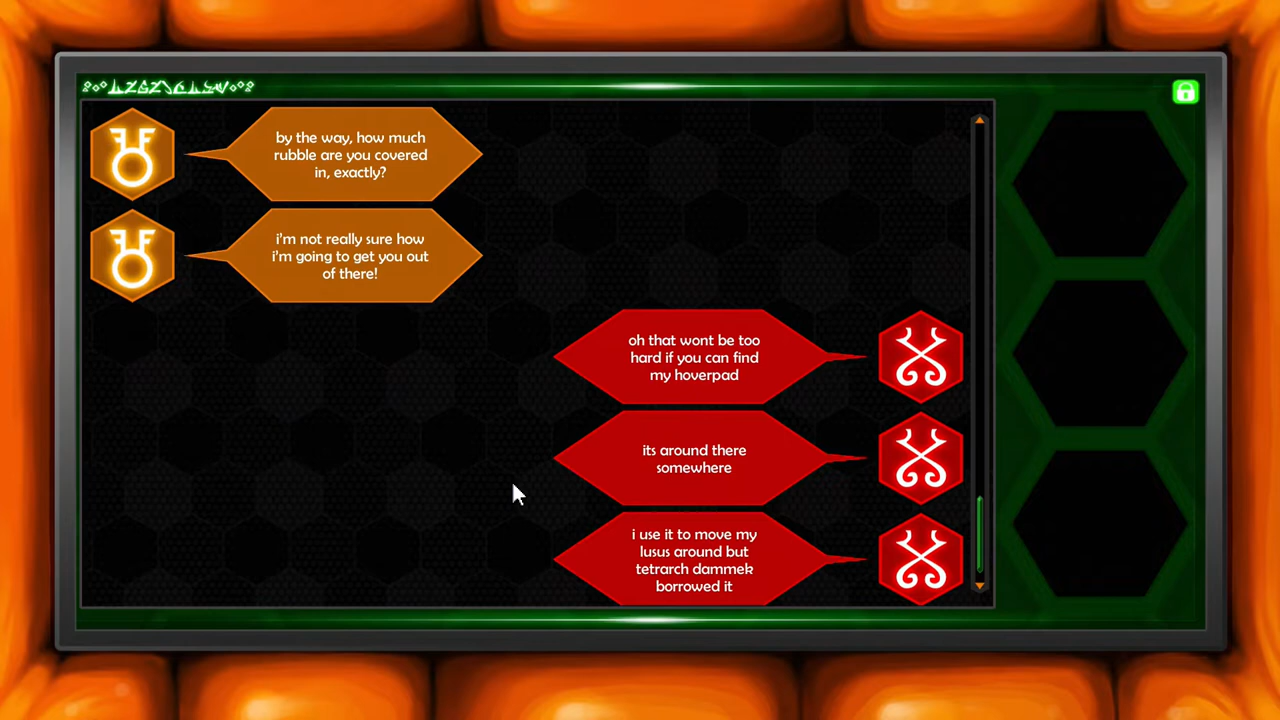 by the way, how much
rubble are you covered
in, exactly?
i'm not really sure how
i'm going to get you out
of there!
oh that wont be too
hard if you can find
my hoverpad
its around there
somewhere
i use it to move my
lusus around but
tetrarch dammek
borrowed it